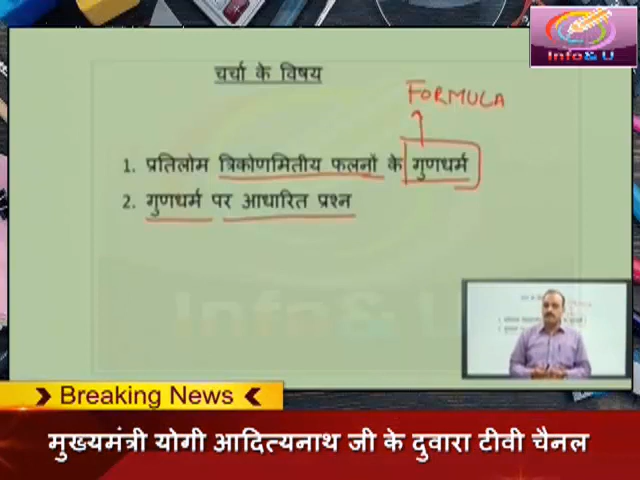 Info& U
चर्चा के विषय
FORMULA
1. प्रतिलोम त्रिकोणमितीय फलनों के गुणधर्म
2. गुणधर्म पर आधारित प्रश्न
Info& U
Breaking News
मुख्यमंत्री योगी आदित्यनाथ जी के दुवारा टीवी चैनल